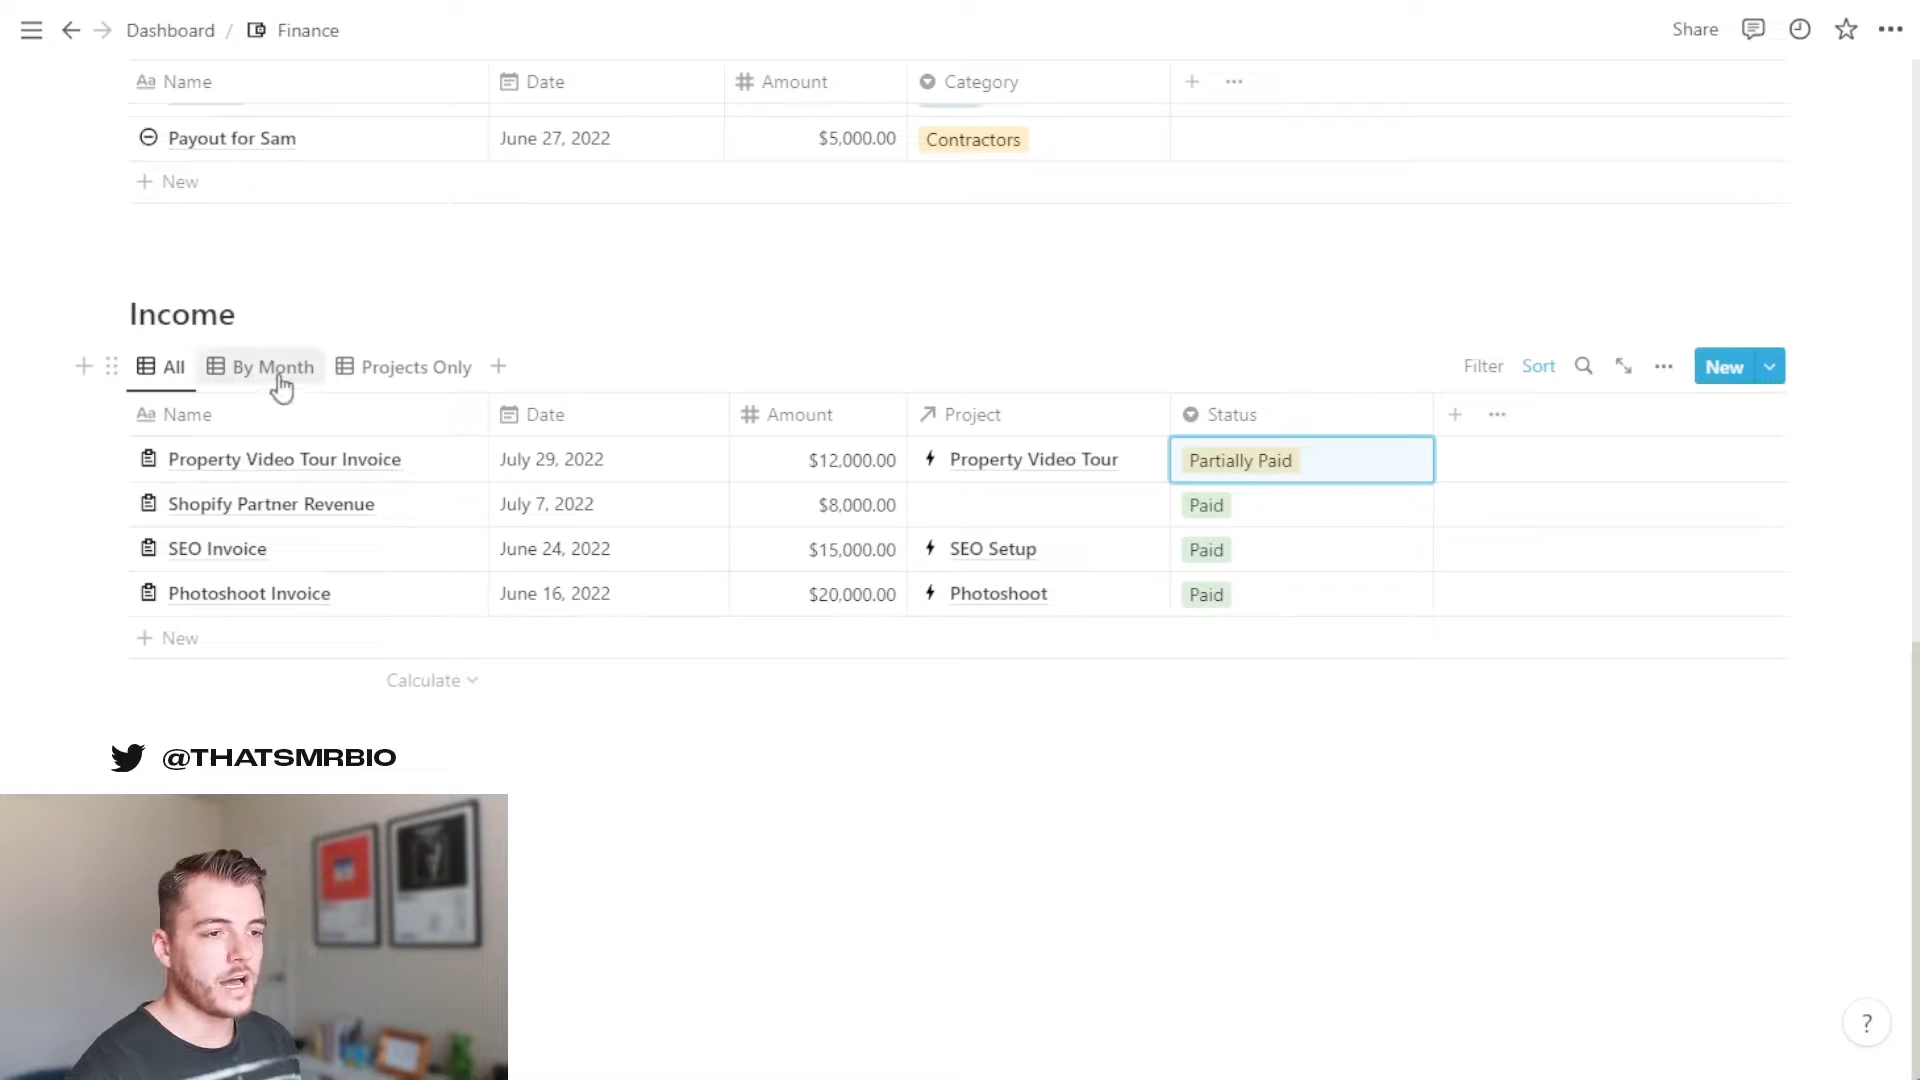 Dashboard / Finance Share
Aa Name Date # Amount Category + •••
Payout for Sam June 27, 2022 $5,000.00 Contractors
+ New
Income
All By Month Projects Only + Filter Sort ••• New
Aa Name Date # Amount Project Status + •••
Property Video Tour Invoice July 29, 2022 $12,000.00 Property Video Tour Partially Paid
Shopify Partner Revenue July 7, 2022 $8,000.00 Paid
SEO Invoice June 24, 2022 $15,000.00 SEO Setup Paid
Photoshoot Invoice June 16, 2022 $20,000.00 Photoshoot Paid
+ New
Calculate
@THATSMRBIO
?